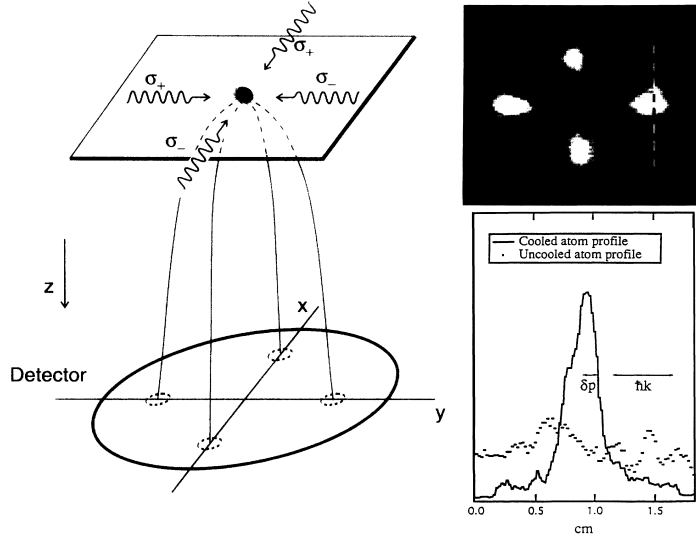 σ+
σ+
σ−
σ−
z
x
Detector
y
Cooled atom profile
Uncooled atom profile
δp
ħk
0.0
0.5
1.0
1.5
cm